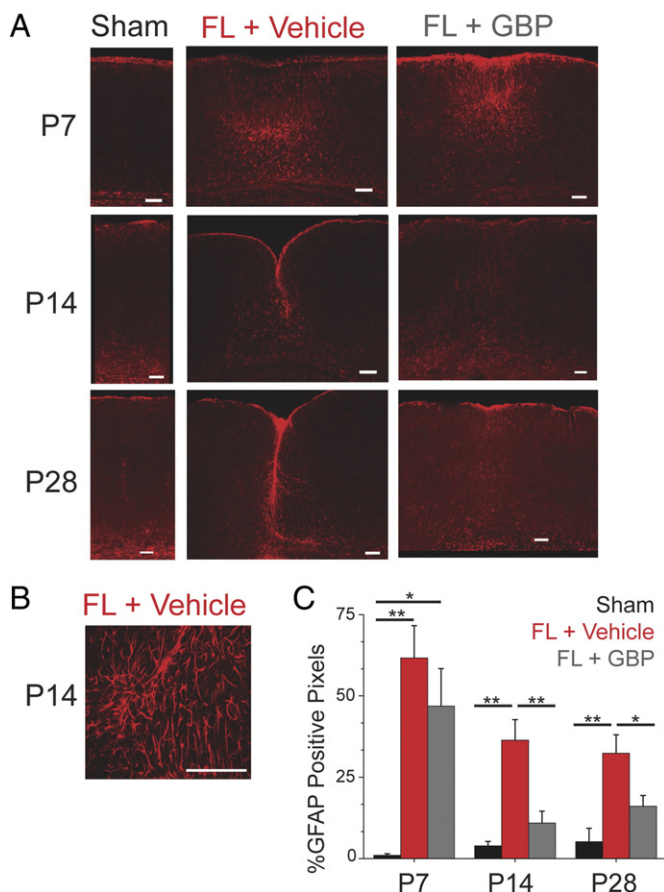 A
Sham
FL + Vehicle
FL + GBP
P7
P14
P28
B
FL + Vehicle
P14
C
Sham
FL + Vehicle
FL + GBP
%GFAP Positive Pixels
75
50
25
0
*
**
** **
** *
P7 P14 P28